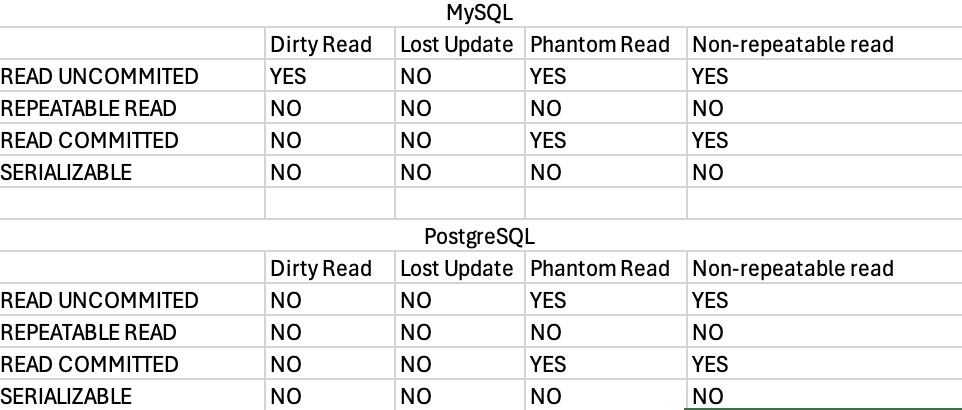 MySQL
Dirty Read Lost Update Phantom Read Non-repeatable read
READ UNCOMMITED YES NO YES YES
REPEATABLE READ NO NO NO NO
READ COMMITTED NO NO YES YES
SERIALIZABLE NO NO NO NO
PostgreSQL
Dirty Read Lost Update Phantom Read Non-repeatable read
READ UNCOMMITED NO NO YES YES
REPEATABLE READ NO NO NO NO
READ COMMITTED NO NO YES YES
SERIALIZABLE NO NO NO NO